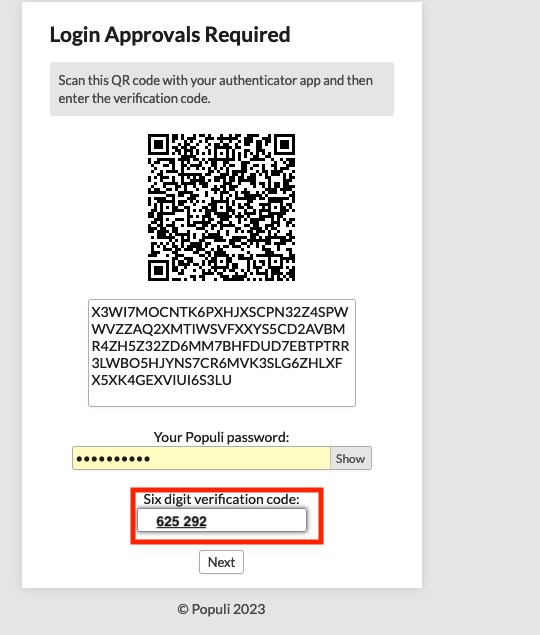 Login Approvals Required
Scan this QR code with your authenticator app and then
enter the verification code.
X3WI7MOCNTK6PXHJXSCPN32Z4SPW
WVZZAQ2XMTIWSVFXXYS5CD2AVBM
R4ZH5Z32ZD6MM7BHFDUD7EBTPTRR
3LWBO5HJYNS7CR6MVK3SLG6ZHLXF
X5XK4GEXVIUI6S3LU
Your Populi password:
••••••••••
Show
Six digit verification code:
625 292
Next
© Populi 2023